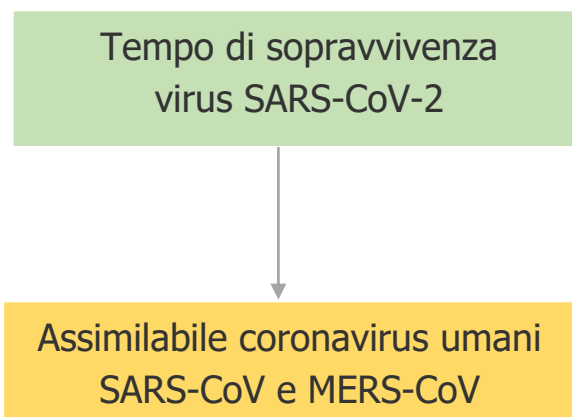 Tempo di sopravvivenza
virus SARS-CoV-2
Assimilabile coronavirus umani
SARS-CoV e MERS-CoV